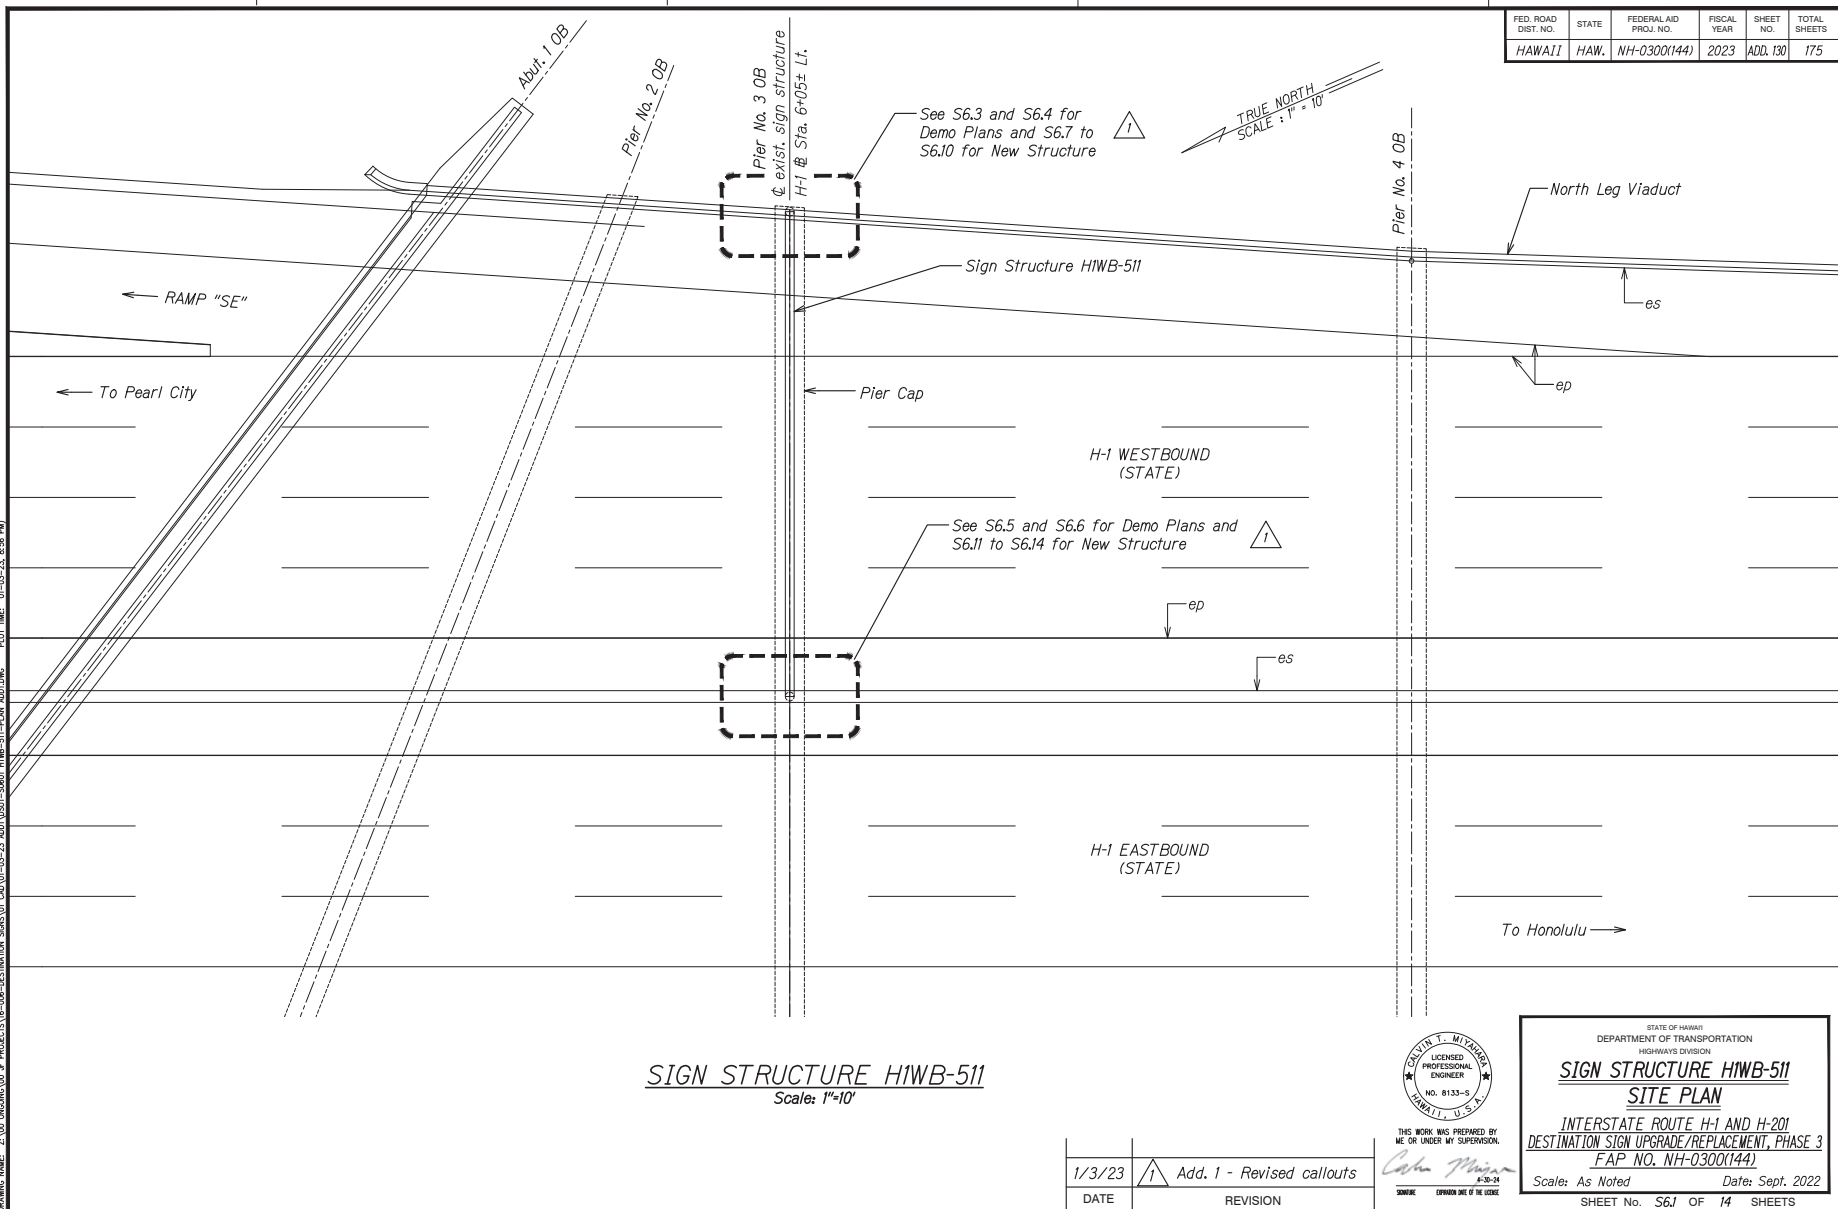 FED. ROAD DIST. NO.
STATE
FEDERAL AID PROJ. NO.
FISCAL YEAR
SHEET NO.
TOTAL SHEETS
HAWAII
HAW.
NH-0300(144)
2023
ADD. 130
175
Abut. 1 OB
Pier No. 2 OB
Pier No. 3 OB
℄ exist. sign structure
H-1 ⅊ Sta. 6+05± Lt.
See S6.3 and S6.4 for
Demo Plans and S6.7 to
S6.10 for New Structure
1
TRUE NORTH
SCALE : 1" = 10'
Pier No. 4 OB
North Leg Viaduct
Sign Structure H1WB-511
RAMP "SE"
es
To Pearl City
Pier Cap
ep
H-1 WESTBOUND
(STATE)
See S6.5 and S6.6 for Demo Plans and
S6.11 to S6.14 for New Structure
1
ep
es
H-1 EASTBOUND
(STATE)
To Honolulu
SIGN STRUCTURE H1WB-511
Scale: 1"=10'
CALVIN T. MIYAHARA
LICENSED
PROFESSIONAL
ENGINEER
NO. 8133-S
HAWAII, U.S.A.
THIS WORK WAS PREPARED BY
ME OR UNDER MY SUPERVISION.
4-30-24
SIGNATURE EXPIRATION DATE OF THE LICENSE
1/3/23
1
Add. 1 - Revised callouts
DATE
REVISION
STATE OF HAWAII
DEPARTMENT OF TRANSPORTATION
HIGHWAYS DIVISION
SIGN STRUCTURE H1WB-511
SITE PLAN
INTERSTATE ROUTE H-1 AND H-201
DESTINATION SIGN UPGRADE/REPLACEMENT, PHASE 3
FAP NO. NH-0300(144)
Scale: As Noted
Date: Sept. 2022
SHEET No. S6.1 OF 14 SHEETS